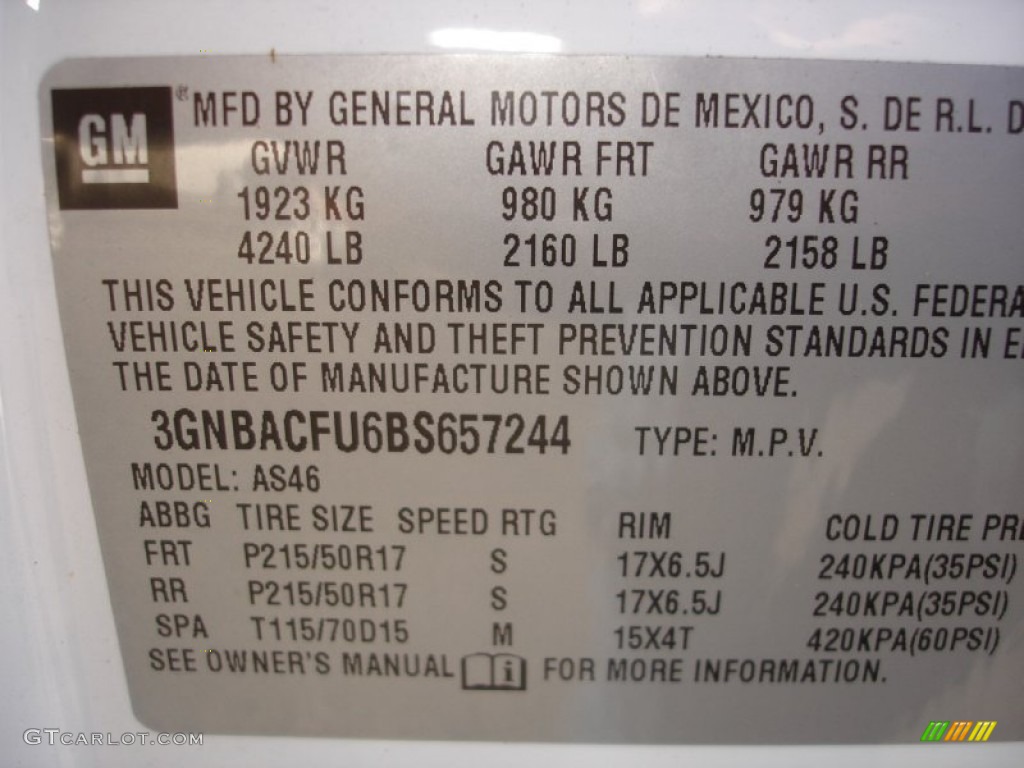 GM® MFD BY GENERAL MOTORS DE MEXICO, S. DE R.L. D
GVWR GAWR FRT GAWR RR
1923 KG 980 KG 979 KG
4240 LB 2160 LB 2158 LB
THIS VEHICLE CONFORMS TO ALL APPLICABLE U.S. FEDERA
VEHICLE SAFETY AND THEFT PREVENTION STANDARDS IN E
THE DATE OF MANUFACTURE SHOWN ABOVE.
3GNBACFU6BS657244 TYPE: M.P.V.
MODEL: AS46
ABBG TIRE SIZE SPEED RTG RIM COLD TIRE PRE
FRT P215/50R17 S 17X6.5J 240KPA(35PSI)
RR P215/50R17 S 17X6.5J 240KPA(35PSI)
SPA T115/70D15 M 15X4T 420KPA(60PSI)
SEE OWNER'S MANUAL i FOR MORE INFORMATION.
GTCARLOT.COM